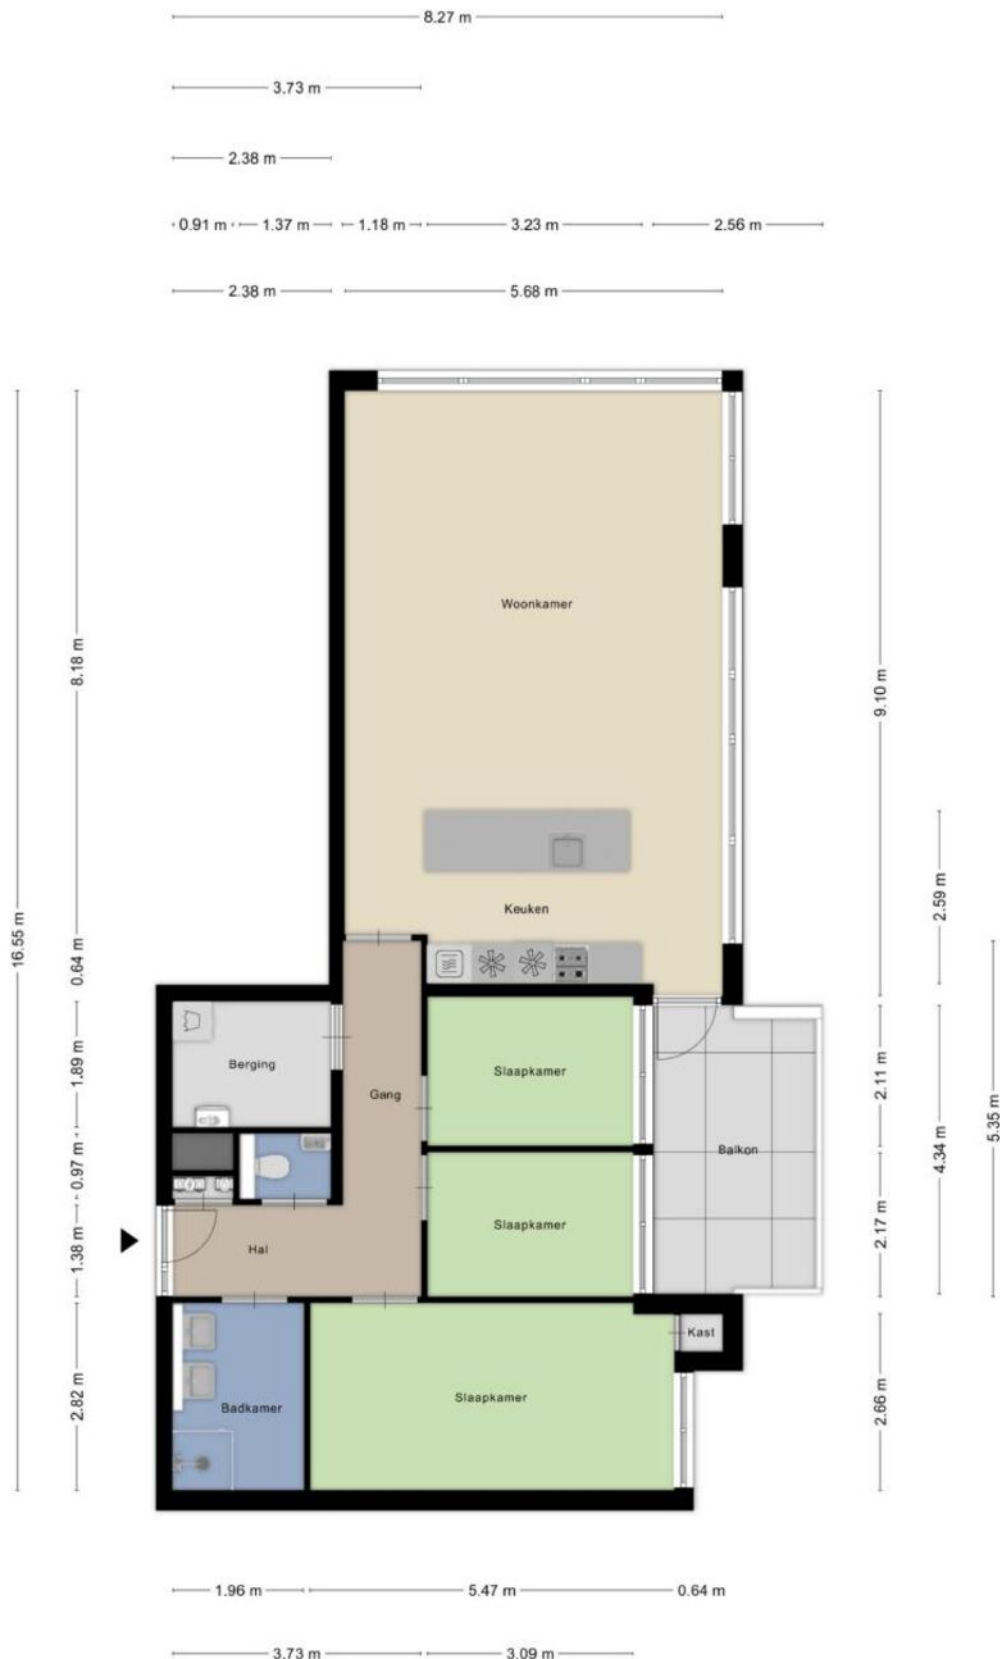 8.27 m
3.73 m
2.38 m
0.91 m 1.37 m 1.18 m 3.23 m 2.56 m
2.38 m 5.68 m
16.55 m
8.18 m
0.64 m
1.89 m
0.97 m
1.38 m
2.82 m
Woonkamer
Keuken
Berging
Gang
Slaapkamer
Balkon
Slaapkamer
Hal
Kast
Badkamer
Slaapkamer
9.10 m
2.11 m
2.17 m
2.66 m
2.59 m
4.34 m
5.35 m
1.96 m 5.47 m 0.64 m
3.73 m 3.09 m